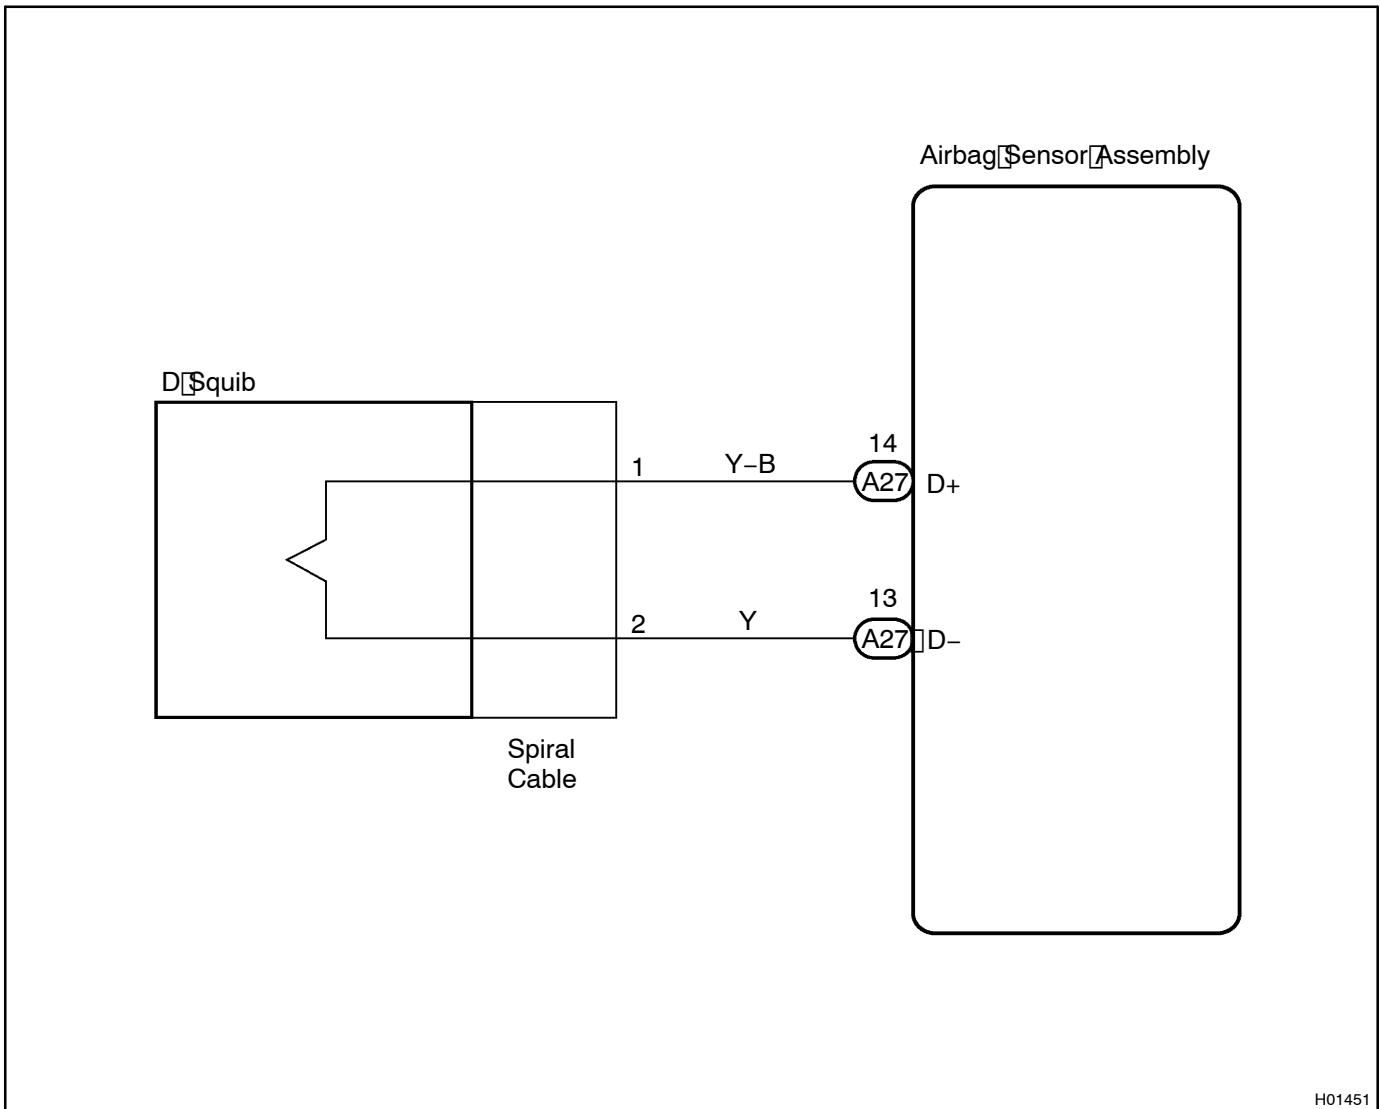 Airbag Sensor Assembly
D Squib
14
1
Y–B
A27
D+
13
2
Y
A27
D–
Spiral
Cable
H01451